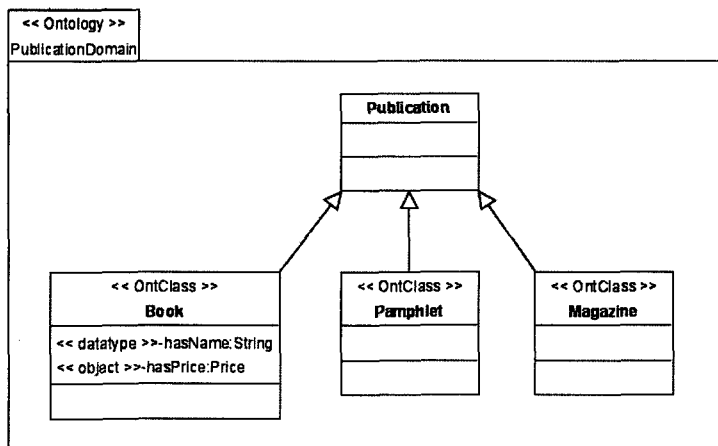 << Ontology >>
PublicationDomain
Publication
<< OntClass >>
Book
<< datatype >>-hasName:String
<< object >>-hasPrice:Price
<< OntClass >>
Pamphlet
<< OntClass >>
Magazine